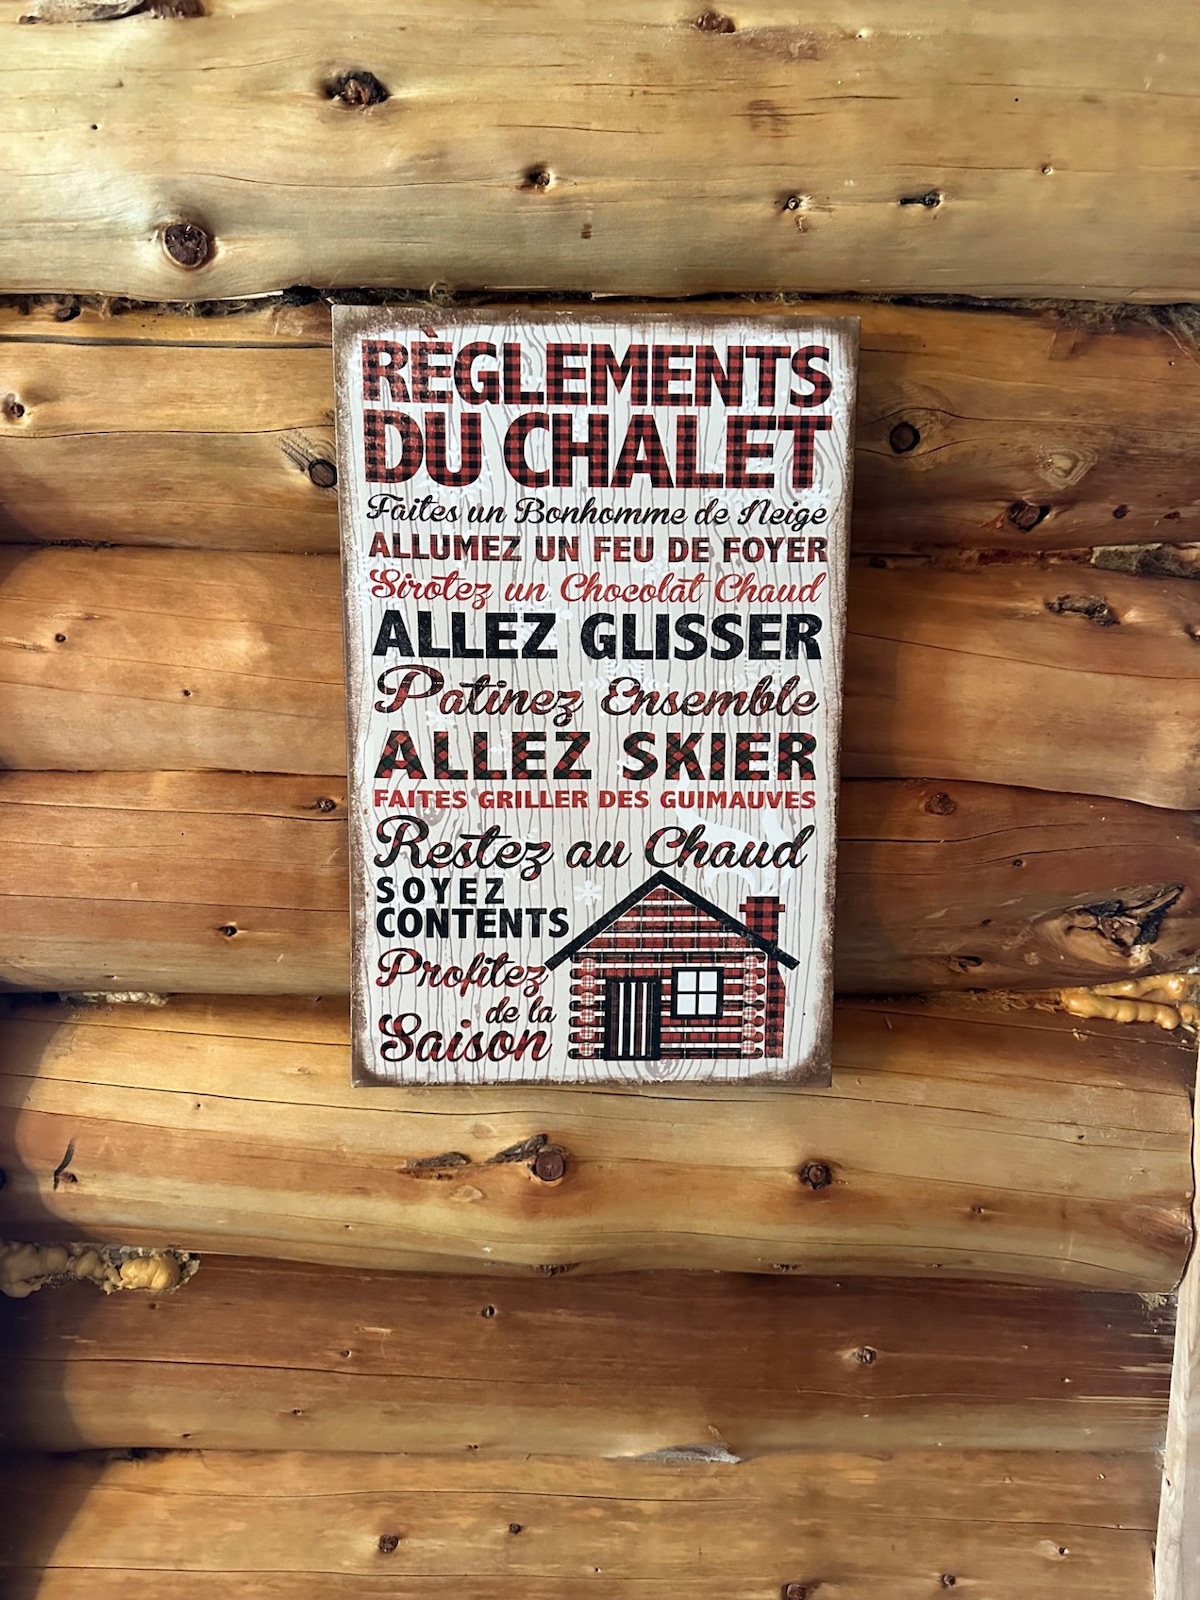 RÈGLEMENTS
DU CHALET
Faites un Bonhomme de Neige
ALLUMEZ UN FEU DE FOYER
Sirotez un Chocolat Chaud
ALLEZ GLISSER
Patinez Ensemble
ALLEZ SKIER
FAITES GRILLER DES GUIMAUVES
Restez au Chaud
SOYEZ
CONTENTS
Profitez
de la
Saison